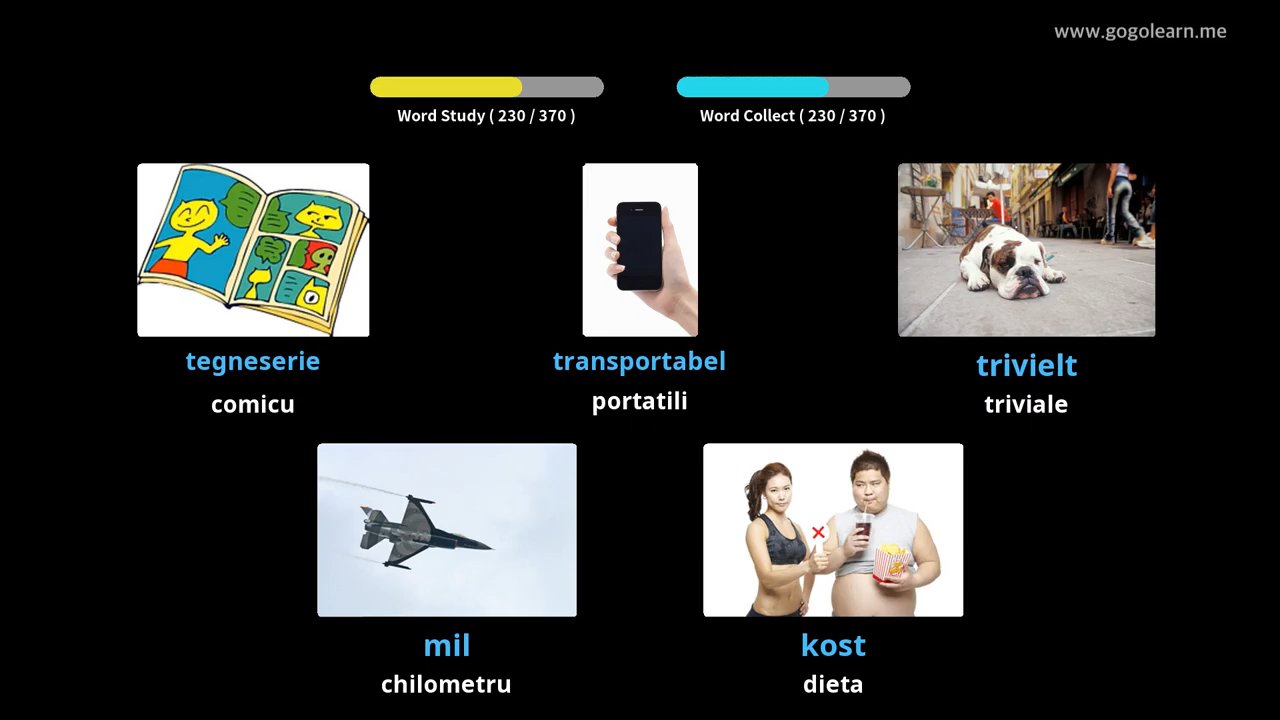 www.gogolearn.me
Word Study ( 230 / 370 )
Word Collect ( 230 / 370 )
tegneserie
comicu
transportabel
portatili
trivielt
triviale
mil
chilometru
kost
dieta